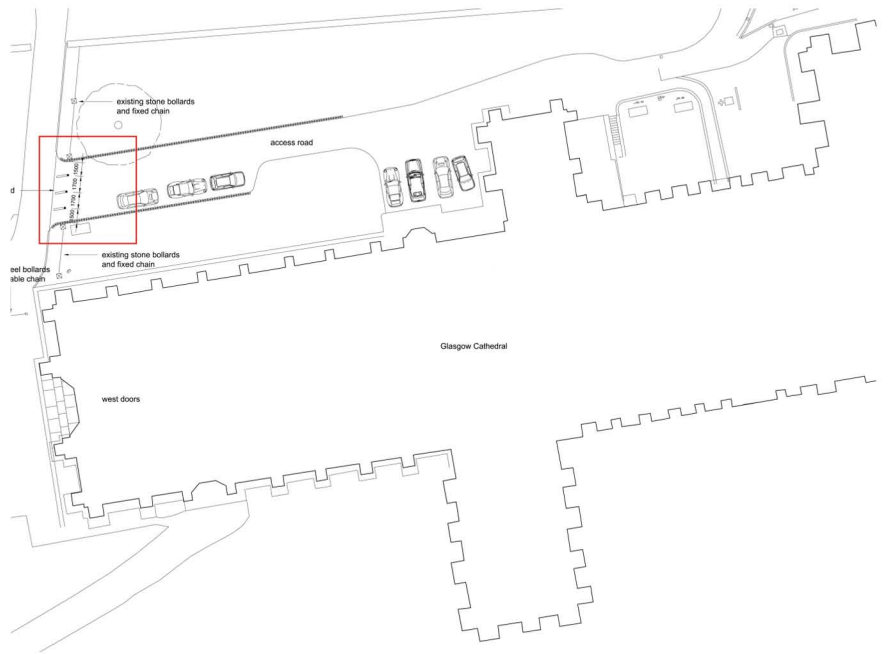 existing stone bollards
and fixed chain
access road
1500
1700
1700
1500
d
existing stone bollards
and fixed chain
eel bollards
able chain
Glasgow Cathedral
west doors